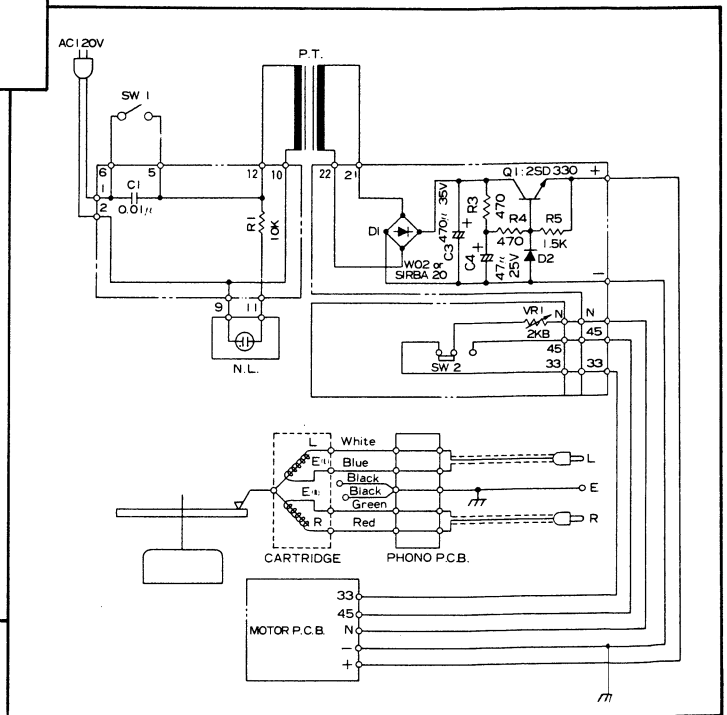 AC120V
P.T.
SW 1
6 5 12 10 22 21
Q1: 2SD 330 +
1 C1
2 0.01μ
R1 10K
D1
W02 or
SIRBA 20
C3 470μ 35V
+
R3 470
R4 470
R5 1.5K
C4 47μ 25V
+
D2
−
9 11
N.L.
VR1 N N
2KB
45 45
33 33
SW 2
L White
E(L) Blue
Black
Black
E(R) Green
R Red
L
E
R
CARTRIDGE PHONO P.C.B.
33
45
MOTOR P.C.B. N
−
+